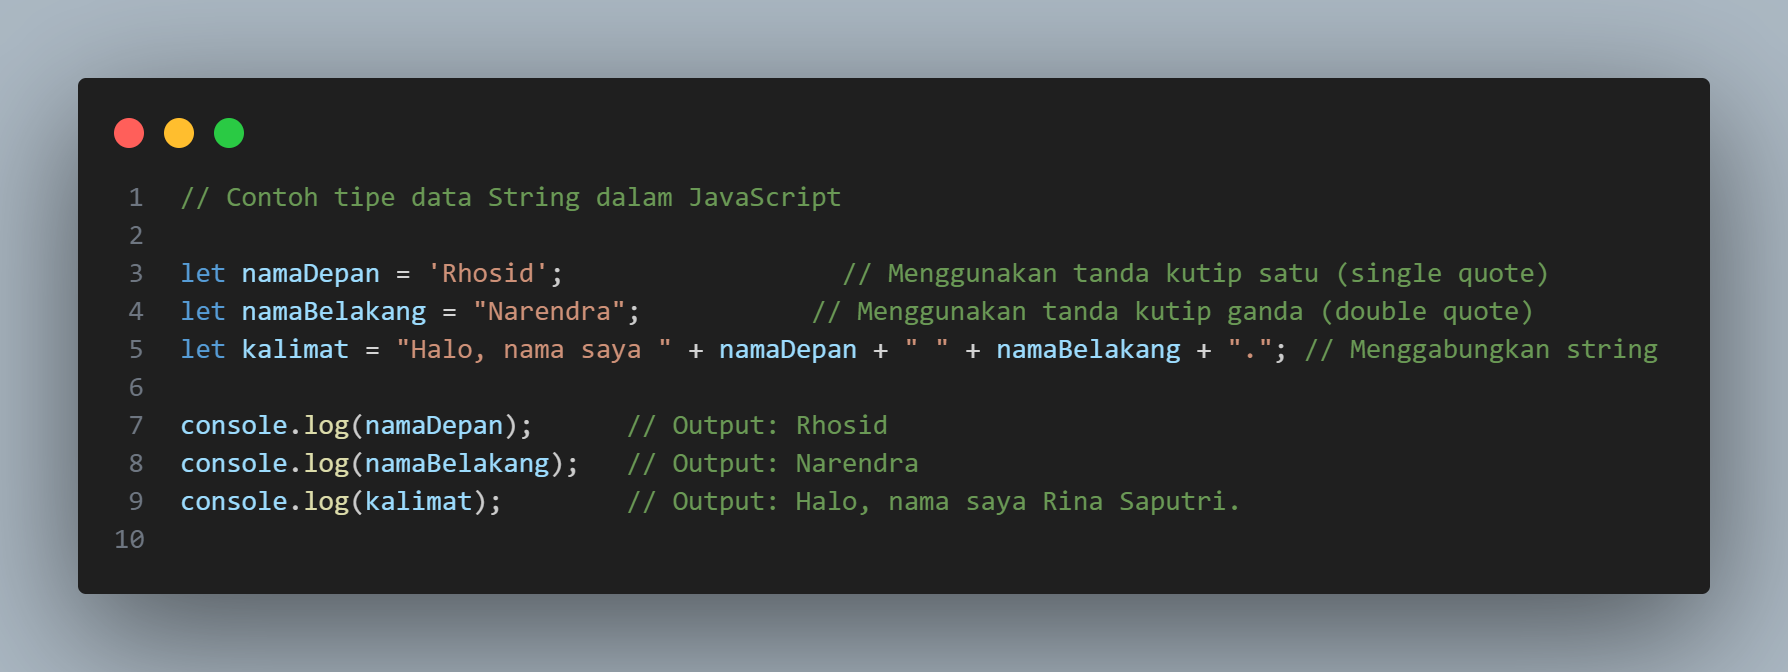 1 // Contoh tipe data String dalam JavaScript
2
3 let namaDepan = 'Rhosid'; // Menggunakan tanda kutip satu (single quote)
4 let namaBelakang = "Narendra"; // Menggunakan tanda kutip ganda (double quote)
5 let kalimat = "Halo, nama saya " + namaDepan + " " + namaBelakang + "."; // Menggabungkan string
6
7 console.log(namaDepan); // Output: Rhosid
8 console.log(namaBelakang); // Output: Narendra
9 console.log(kalimat); // Output: Halo, nama saya Rina Saputri.
10